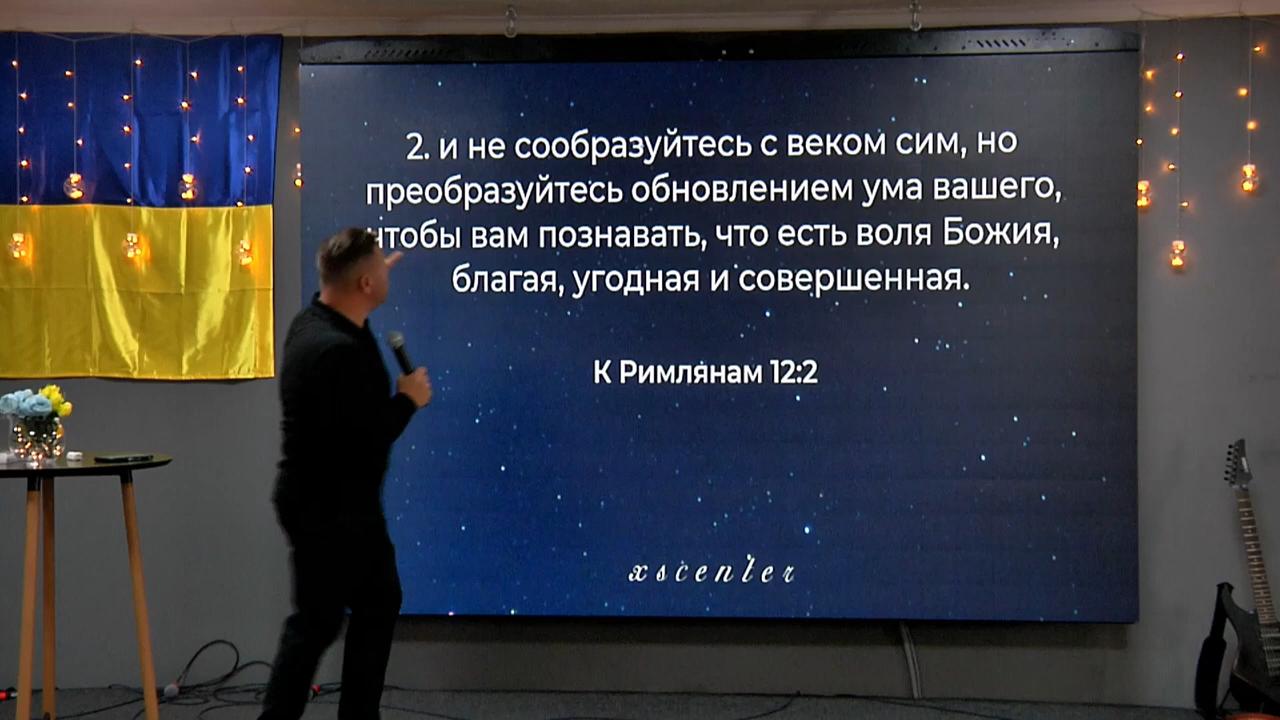 2. и не сообразуйтесь с веком сим, но
преобразуйтесь обновлением ума вашего,
чтобы вам познавать, что есть воля Божия,
благая, угодная и совершенная.
К Римлянам 12:2
xscenter